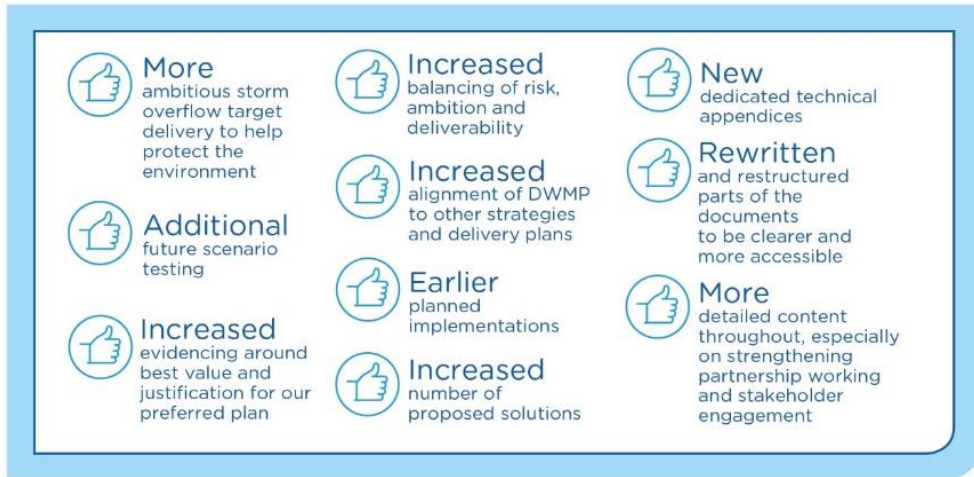 More
ambitious storm
overflow target
delivery to help
protect the
environment
Additional
future scenario
testing
Increased
evidencing around
best value and
justification for our
preferred plan
Increased
balancing of risk,
ambition and
deliverability
Increased
alignment of DWMP
to other strategies
and delivery plans
Earlier
planned
implementations
Increased
number of
proposed solutions
New
dedicated technical
appendices
Rewritten
and restructured
parts of the
documents
to be clearer and
more accessible
More
detailed content
throughout, especially
on strengthening
partnership working
and stakeholder
engagement